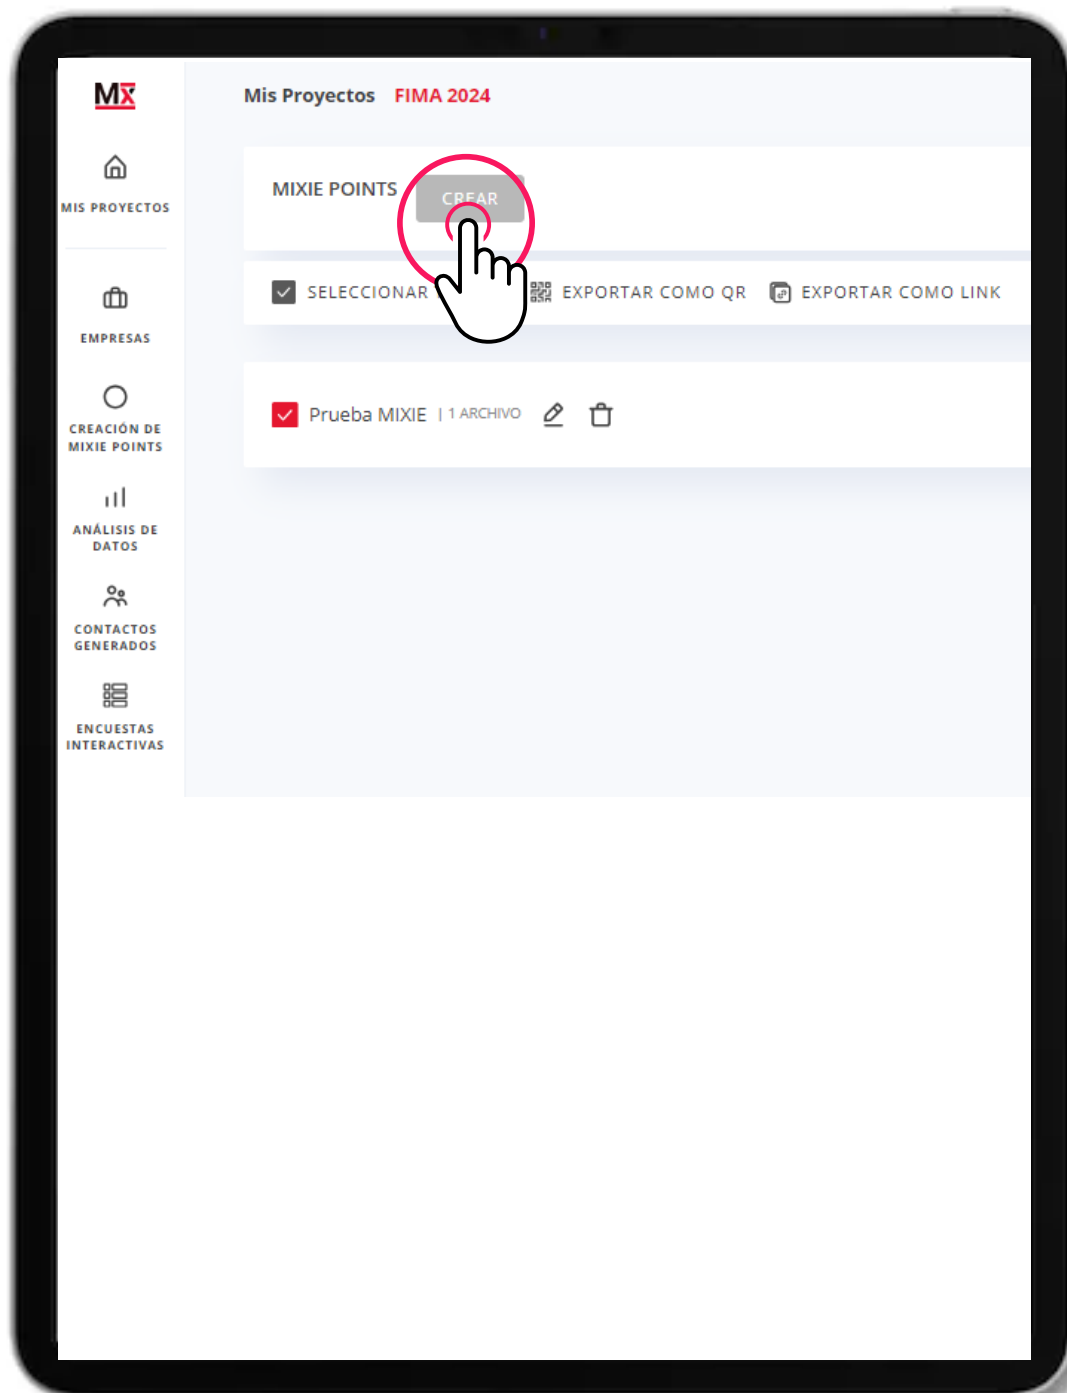 MX
Mis Proyectos FIMA 2024
MIS PROYECTOS
MIXIE POINTS CREAR
SELECCIONAR EXPORTAR COMO QR EXPORTAR COMO LINK
EMPRESAS
Prueba MIXIE | 1 ARCHIVO
CREACIÓN DE
MIXIE POINTS
ANÁLISIS DE
DATOS
CONTACTOS
GENERADOS
ENCUESTAS
INTERACTIVAS